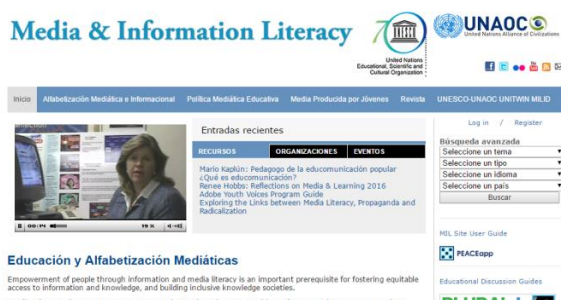 Media & Information Literacy
70
United Nations
Educational, Scientific and
Cultural Organization
UNAOC
United Nations Alliance of Civilizations
Inicio
Alfabetización Mediática e Informacional
Política Mediática Educativa
Media Producida por Jóvenes
Revista
UNESCO-UNAOC UNITWIN MILID
Entradas recientes
RECURSOS
ORGANIZACIONES
EVENTOS
Mario Kaplún: Pedagogo de la educomunicación popular
¿Qué es educomunicación?
Renee Hobbs: Reflections on Media & Learning 2016
Adobe Youth Voices Program Guide
Exploring the Links between Media Literacy, Propaganda and
Radicalization
Log in / Register
Búsqueda avanzada
Seleccione un tema
Seleccione un tipo
Seleccione un idioma
Seleccione un país
Buscar
MIL Site User Guide
PEACEapp
Educational Discussion Guides
Educación y Alfabetización Mediáticas
Empowerment of people through information and media literacy is an important prerequisite for fostering equitable
access to information and knowledge, and building inclusive knowledge societies.